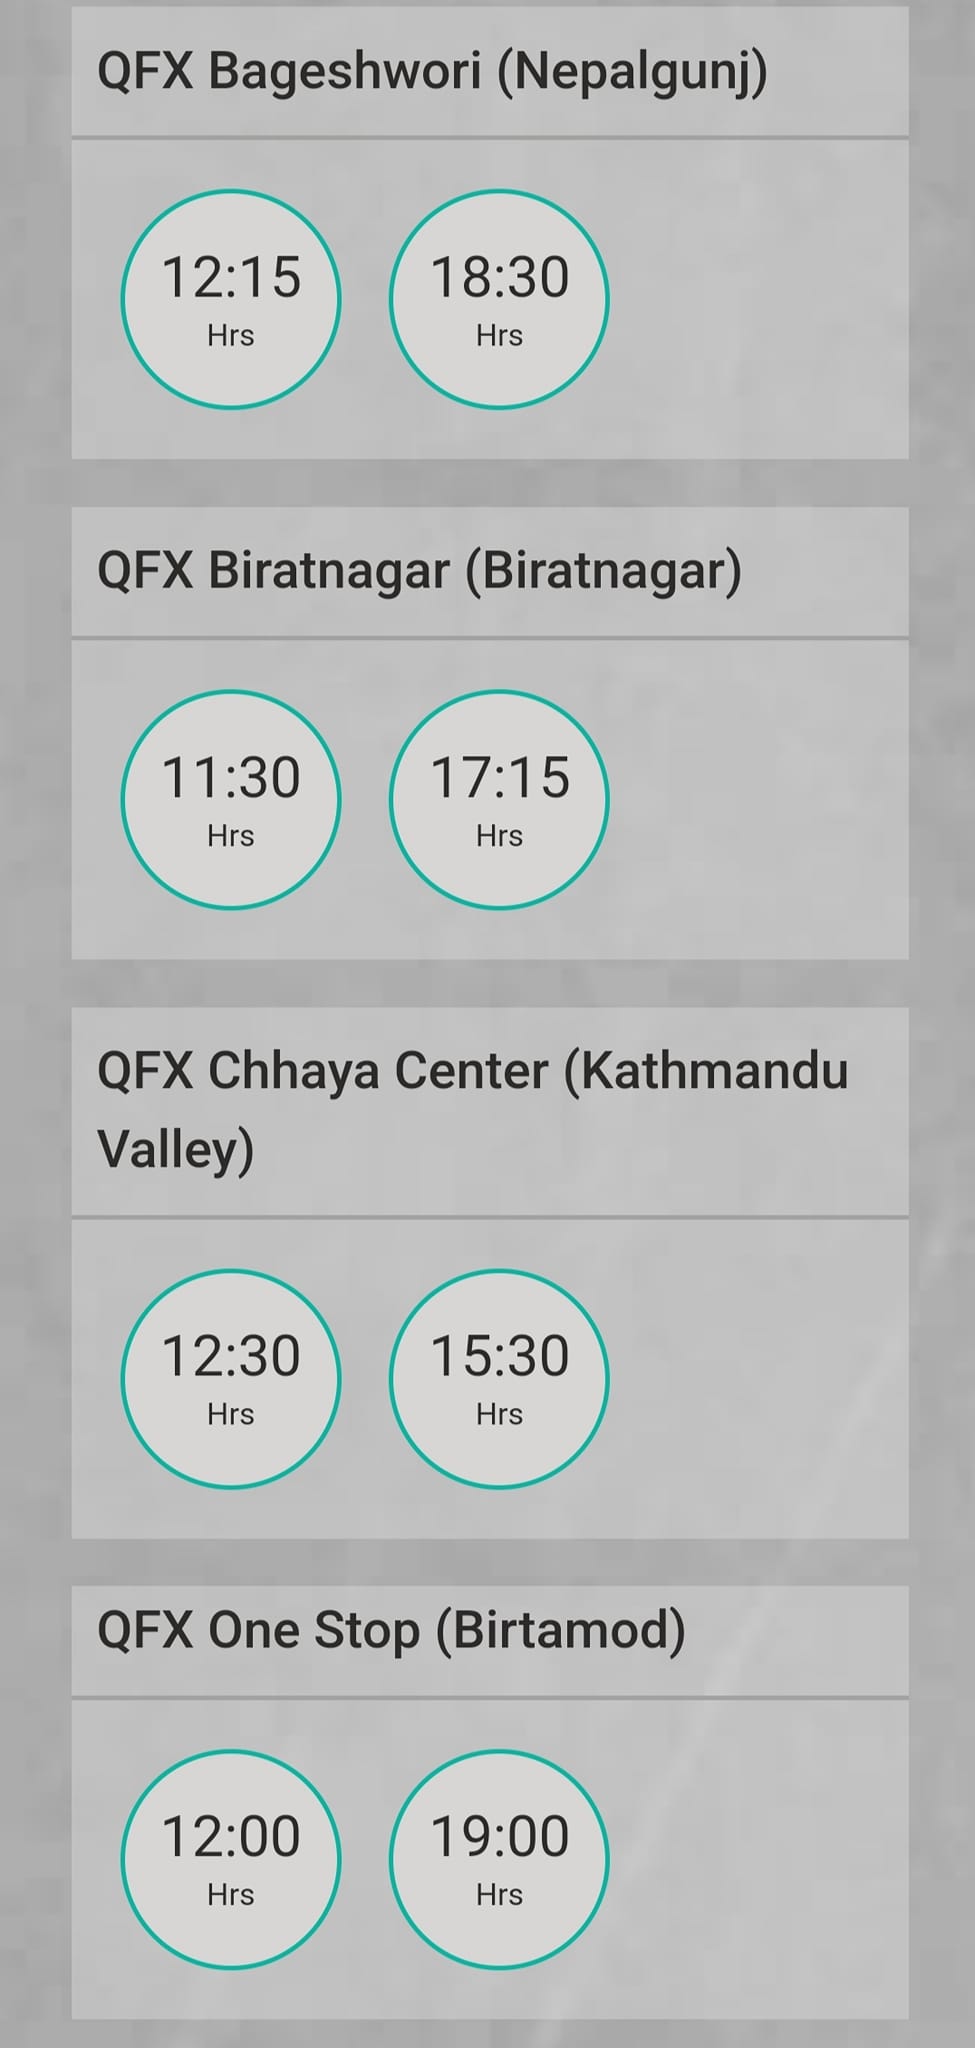 QFX Bageshwori (Nepalgunj)
12:15 18:30
Hrs Hrs
QFX Biratnagar (Biratnagar)
11:30 17:15
Hrs Hrs
QFX Chhaya Center (Kathmandu
Valley)
12:30 15:30
Hrs Hrs
QFX One Stop (Birtamod)
12:00 19:00
Hrs Hrs